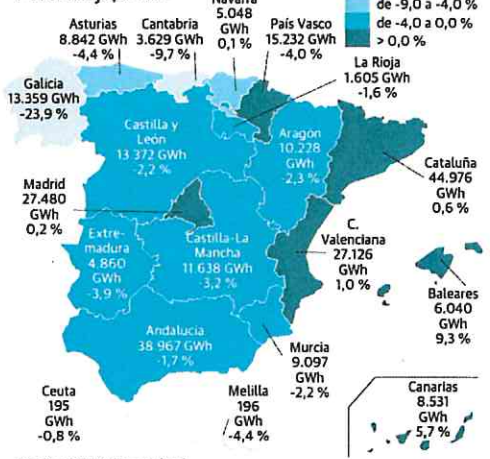 Navarra
5.048
GWh
0,1 %
Asturias
8.842 GWh
-4,4 %
Cantabria
3.629 GWh
-9,7 %
País Vasco
15.232 GWh
-4,0 %
de -9,0 a -4,0 %
de -4,0 a 0,0 %
> 0,0 %
La Rioja
1.605 GWh
-1,6 %
Galicia
13.359 GWh
-23,9 %
Castilla y
León
13 372 GWh
-2,2 %
Aragón
10.228
GWh
-2,3 %
Cataluña
44.976
GWh
0,6 %
Madrid
27.480
GWh
0,2 %
Extre-
madura
4.860
GWh
-3,9 %
Castilla-La
Mancha
11 638 GWh
-3,2 %
C.
Valenciana
27.126
GWh
1,0 %
Baleares
6.040
GWh
9,3 %
Andalucía
38 967 GWh
-1,7 %
Murcia
9.097
GWh
-2,2 %
Ceuta
195
GWh
-0,8 %
Melilla
196
GWh
-4,4 %
Canarias
8.531
GWh
5,7 %